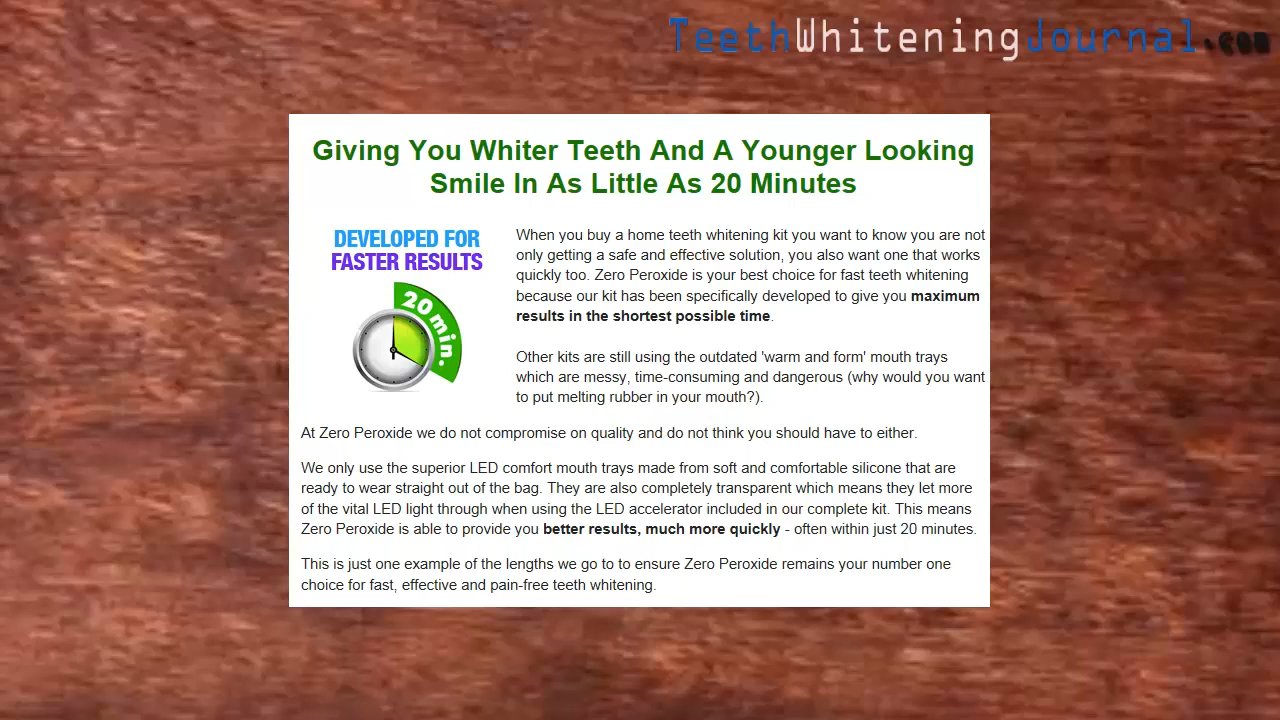 TeethWhiteningJournal.com
Giving You Whiter Teeth And A Younger Looking
Smile In As Little As 20 Minutes
DEVELOPED FOR
FASTER RESULTS
20 min.
When you buy a home teeth whitening kit you want to know you are not
only getting a safe and effective solution, you also want one that works
quickly too. Zero Peroxide is your best choice for fast teeth whitening
because our kit has been specifically developed to give you maximum
results in the shortest possible time.
Other kits are still using the outdated 'warm and form' mouth trays
which are messy, time-consuming and dangerous (why would you want
to put melting rubber in your mouth?).
At Zero Peroxide we do not compromise on quality and do not think you should have to either.
We only use the superior LED comfort mouth trays made from soft and comfortable silicone that are
ready to wear straight out of the bag. They are also completely transparent which means they let more
of the vital LED light through when using the LED accelerator included in our complete kit. This means
Zero Peroxide is able to provide you better results, much more quickly - often within just 20 minutes.
This is just one example of the lengths we go to to ensure Zero Peroxide remains your number one
choice for fast, effective and pain-free teeth whitening.